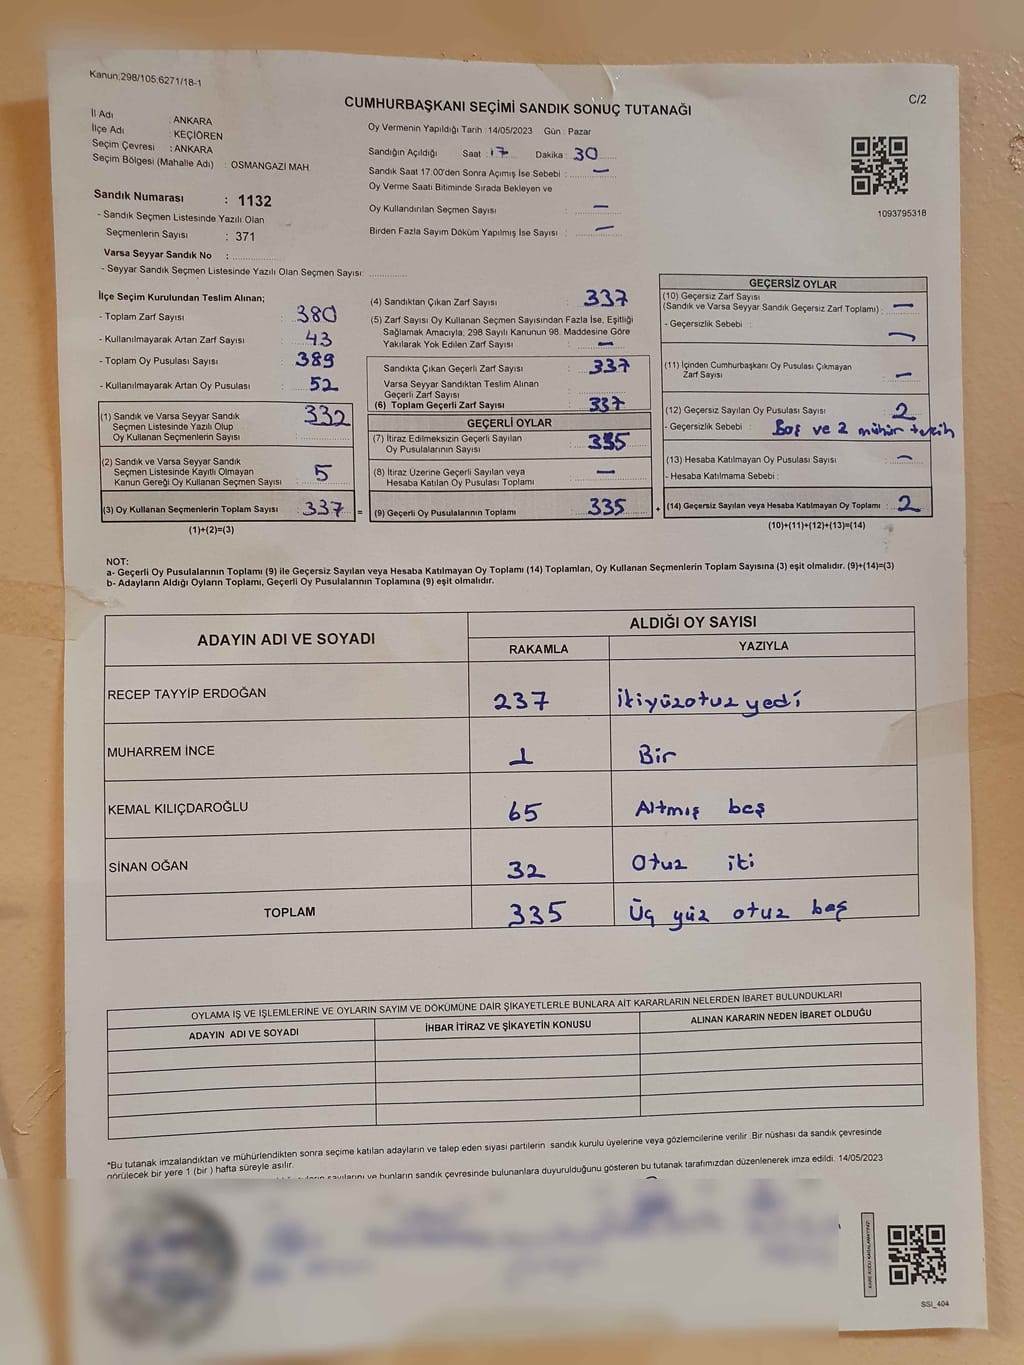 Kanun;298/105;6271/18-1
C/2
CUMHURBAŞKANI SEÇİMİ SANDIK SONUÇ TUTANAĞI
İl Adı : ANKARA
İlçe Adı : KEÇİÖREN
Seçim Çevresi : ANKARA
Seçim Bölgesi (Mahalle Adı) : OSMANGAZİ MAH
Sandık Numarası : 1132
- Sandık Seçmen Listesinde Yazılı Olan
Seçmenlerin Sayısı : 371
Varsa Seyyar Sandık No :
- Seyyar Sandık Seçmen Listesinde Yazılı Olan Seçmen Sayısı:
Oy Vermenin Yapıldığı Tarih : 14/05/2023 Gün : Pazar
Sandığın Açıldığı Saat : 17 Dakika : 30
Sandık Saat 17:00'den Sonra Açımış İse Sebebi : —
Oy Verme Saati Bitiminde Sırada Bekleyen ve
Oy Kullandırılan Seçmen Sayısı : —
Birden Fazla Sayım Döküm Yapılmış İse Sayısı : —
1093795318
İlçe Seçim Kurulundan Teslim Alınan;
- Toplam Zarf Sayısı : 380
- Kullanılmayarak Artan Zarf Sayısı : 43
- Toplam Oy Pusulası Sayısı : 389
- Kullanılmayarak Artan Oy Pusulası : 52
(1) Sandık ve Varsa Seyyar Sandık
Seçmen Listesinde Yazılı Olup
Oy Kullanan Seçmenlerin Sayısı : 332
(2) Sandık ve Varsa Seyyar Sandık
Seçmen Listesinde Kayıtlı Olmayan
Kanun Gereği Oy Kullanan Seçmen Sayısı : 5
(3) Oy Kullanan Seçmenlerin Toplam Sayısı : 337 =
(1)+(2)=(3)
(4) Sandıktan Çıkan Zarf Sayısı : 337
(5) Zarf Sayısı Oy Kullanan Seçmen Sayısından Fazla İse, Eşitliği
Sağlamak Amacıyla, 298 Sayılı Kanunun 98. Maddesine Göre
Yakılarak Yok Edilen Zarf Sayısı : —
Sandıkta Çıkan Geçerli Zarf Sayısı : 337
Varsa Seyyar Sandıktan Teslim Alınan
Geçerli Zarf Sayısı :
(6) Toplam Geçerli Zarf Sayısı : 337
GEÇERLİ OYLAR
(7) İtiraz Edilmeksizin Geçerli Sayılan
Oy Pusulalarının Sayısı : 335
(8) İtiraz Üzerine Geçerli Sayılan veya
Hesaba Katılan Oy Pusulası Toplamı : —
(9) Geçerli Oy Pusulalarının Toplamı : 335 +
GEÇERSİZ OYLAR
(10) Geçersiz Zarf Sayısı
(Sandık ve Varsa Seyyar Sandık Geçersiz Zarf Toplamı) : —
- Geçersizlik Sebebi : —
(11) İçinden Cumhurbaşkanı Oy Pusulası Çıkmayan
Zarf Sayısı : —
(12) Geçersiz Sayılan Oy Pusulası Sayısı : 2
- Geçersizlik Sebebi : Boş ve 2 mühür tercih
(13) Hesaba Katılmayan Oy Pusulası Sayısı : —
- Hesaba Katılmama Sebebi :
(14) Geçersiz Sayılan veya Hesaba Katılmayan Oy Toplamı : 2
(10)+(11)+(12)+(13)=(14)
NOT:
a- Geçerli Oy Pusulalarının Toplamı (9) ile Geçersiz Sayılan veya Hesaba Katılmayan Oy Toplamı (14) Toplamları, Oy Kullanan Seçmenlerin Toplam Sayısına (3) eşit olmalıdır. (9)+(14)=(3)
b- Adayların Aldığı Oyların Toplamı, Geçerli Oy Pusulalarının Toplamına (9) eşit olmalıdır.
ADAYIN ADI VE SOYADI
ALDIĞI OY SAYISI
RAKAMLA YAZIYLA
RECEP TAYYİP ERDOĞAN 237 ikiyüzotuz yedi
MUHARREM İNCE 1 Bir
KEMAL KILIÇDAROĞLU 65 Altmış beş
SİNAN OĞAN 32 Otuz iki
TOPLAM 335 Üç yüz otuz beş
OYLAMA İŞ VE İŞLEMLERİNE VE OYLARIN SAYIM VE DÖKÜMÜNE DAİR ŞİKAYETLERLE BUNLARA AİT KARARLARIN NELERDEN İBARET BULUNDUKLARI
ADAYIN ADI VE SOYADI İHBAR İTİRAZ VE ŞİKAYETİN KONUSU ALINAN KARARIN NEDEN İBARET OLDUĞU
*Bu tutanak imzalandıktan ve mühürlendikten sonra seçime katılan adayların ve talep eden siyasi partilerin sandık kurulu üyelerine veya gözlemcilerine verilir .Bir nüshası da sandık çevresinde
görülecek bir yere 1 (bir ) hafta süreyle asılır.
sayılarını ve bunların sandık çevresinde bulunanlara duyurulduğunu gösteren bu tutanak tarafımızdan düzenlenerek imza edildi. 14/05/2023
SSI_404